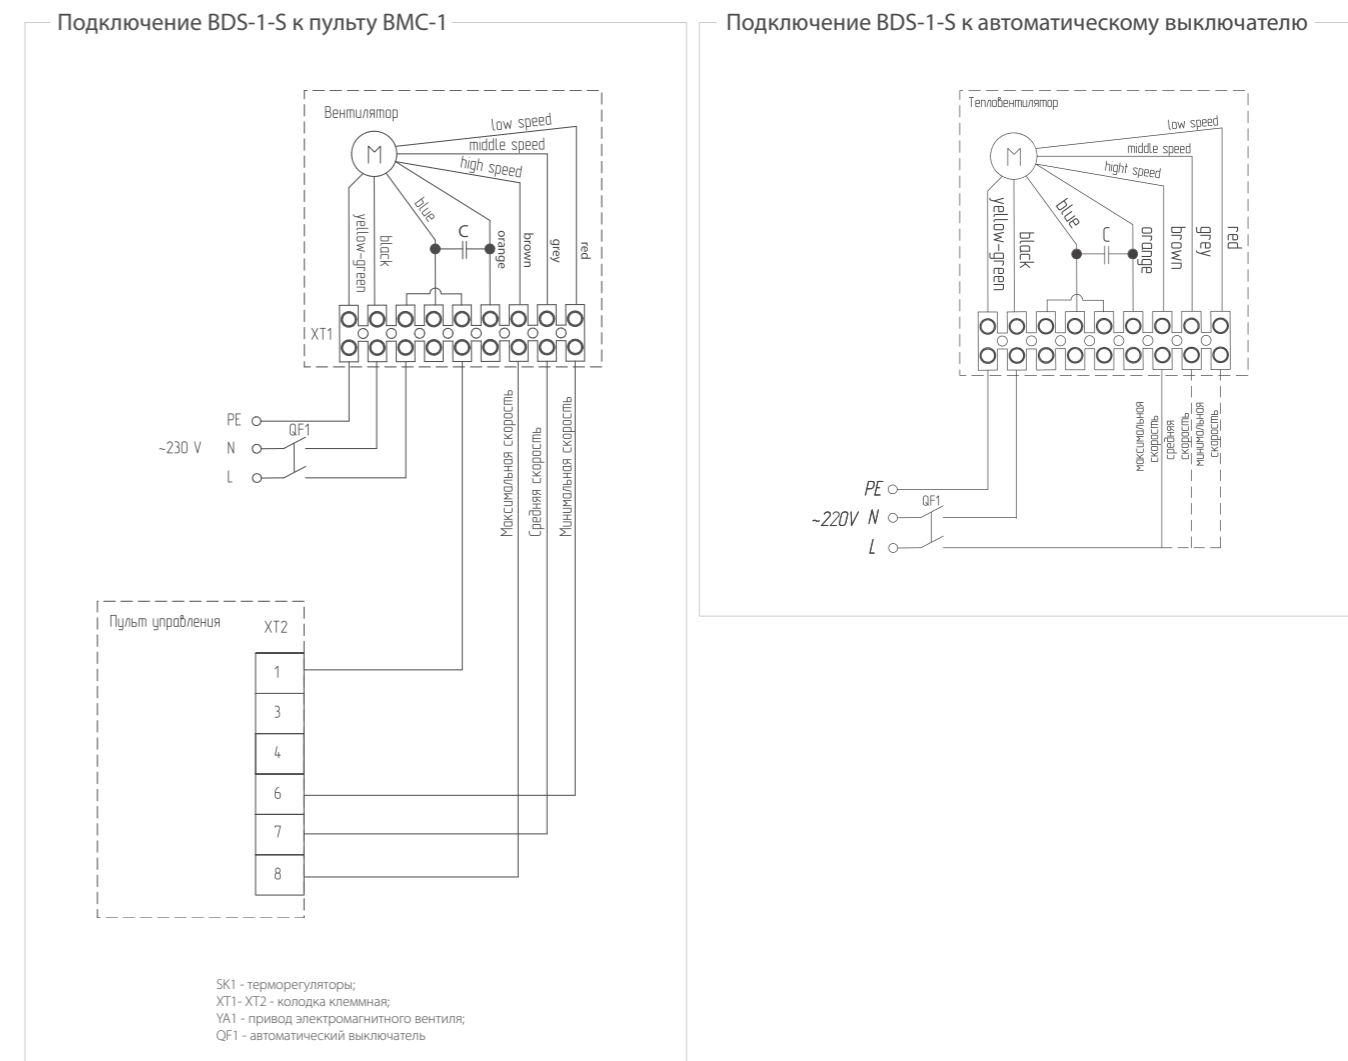 Подключение BDS-1-S к пульту BMC-1
Вентилятор
M
low speed
middle speed
high speed
yellow-green
black
blue
C
orange
brown
grey
red
XT1
PE
QF1
~230 V N
L
Максимальная скорость
Средняя скорость
Минимальная скорость
Пульт управления
XT2
1
3
4
6
7
8
SK1 - терморегуляторы;
XT1- XT2 - колодка клеммная;
YA1 - привод электромагнитного вентиля;
QF1 - автоматический выключатель
Подключение BDS-1-S к автоматическому выключателю
Тепловентилятор
M
low speed
middle speed
hight speed
yellow-green
black
blue
C
orange
brown
grey
red
максимальная
скорость
средняя
скорость
минимальная
скорость
PE
QF1
~220V N
L